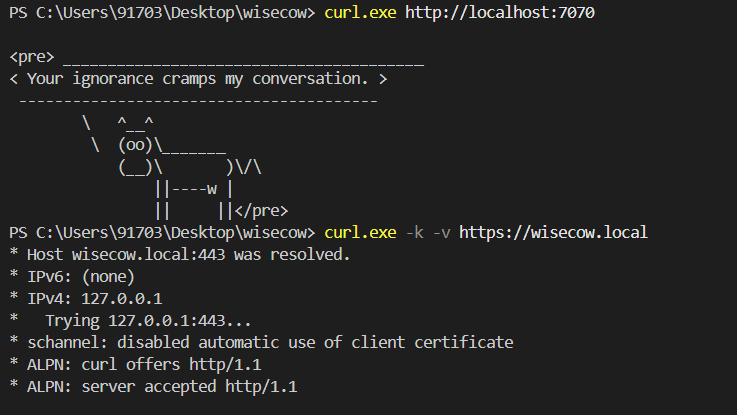 PS C:\Users\91703\Desktop\wisecow> curl.exe http://localhost:7070

<pre> ________________________________________
< Your ignorance cramps my conversation. >
 ----------------------------------------
        \   ^__^
         \  (oo)\_______
            (__)\       )\/\
                ||----w |
                ||     ||</pre>
PS C:\Users\91703\Desktop\wisecow> curl.exe -k -v https://wisecow.local
* Host wisecow.local:443 was resolved.
* IPv6: (none)
* IPv4: 127.0.0.1
*   Trying 127.0.0.1:443...
* schannel: disabled automatic use of client certificate
* ALPN: curl offers http/1.1
* ALPN: server accepted http/1.1